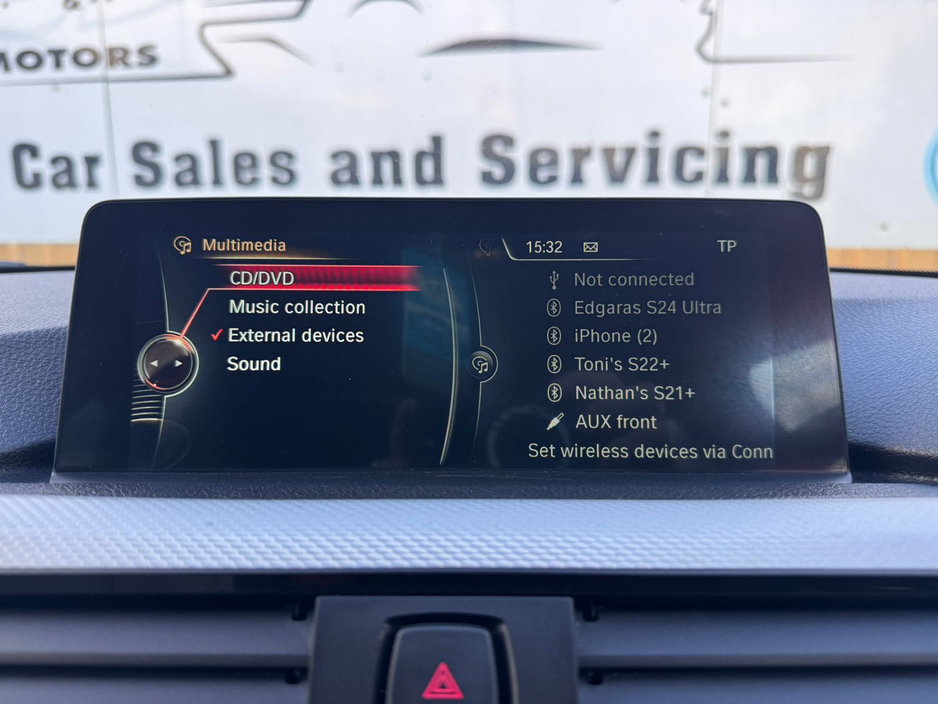 &
MOTORS
Car Sales and Servicing
Multimedia
CD/DVD
Music collection
External devices
Sound
15:32
TP
Not connected
Edgaras S24 Ultra
iPhone (2)
Toni's S22+
Nathan's S21+
AUX front
Set wireless devices via Conn